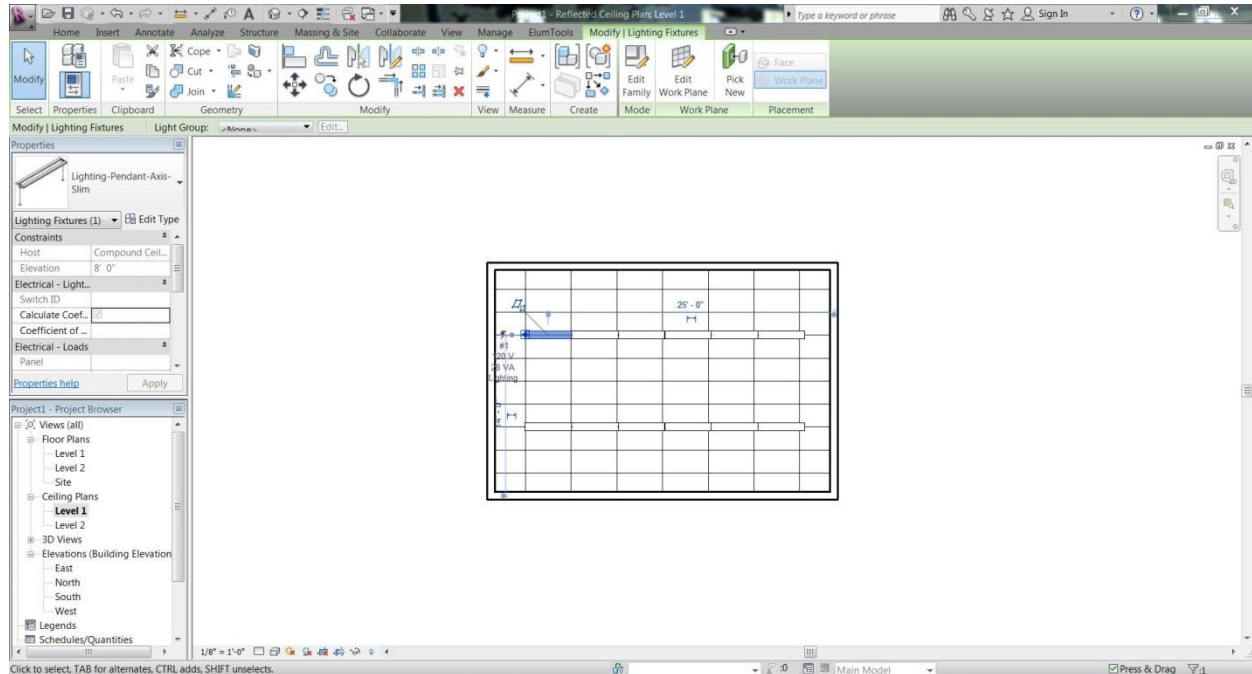 Project1 - Reflected Ceiling Plan: Level 1
Type a keyword or phrase
Sign In
Home Insert Annotate Analyze Structure Massing & Site Collaborate View Manage ElumTools Modify | Lighting Fixtures
Modify
Paste
Cope
Cut
Join
Edit Family
Edit Work Plane
Pick New
Face
Work Plane
Select Properties Clipboard Geometry Modify View Measure Create Mode Work Plane Placement
Modify | Lighting Fixtures Light Group: <None> Edit...
Properties
Lighting-Pendant-Axis-
Slim
Lighting Fixtures (1) Edit Type
Constraints
Host Compound Ceil...
Elevation 8' 0"
Electrical - Light...
Switch ID
Calculate Coef...
Coefficient of ...
Electrical - Loads
Panel
Properties help Apply
Project1 - Project Browser
Views (all)
Floor Plans
Level 1
Level 2
Site
Ceiling Plans
Level 1
Level 2
3D Views
Elevations (Building Elevation
East
North
South
West
Legends
Schedules/Quantities
25' - 0"
#1
120 V
28 VA
Lighting
1/8" = 1'-0"
Click to select, TAB for alternates, CTRL adds, SHIFT unselects.
:0
Main Model
Press & Drag
:1